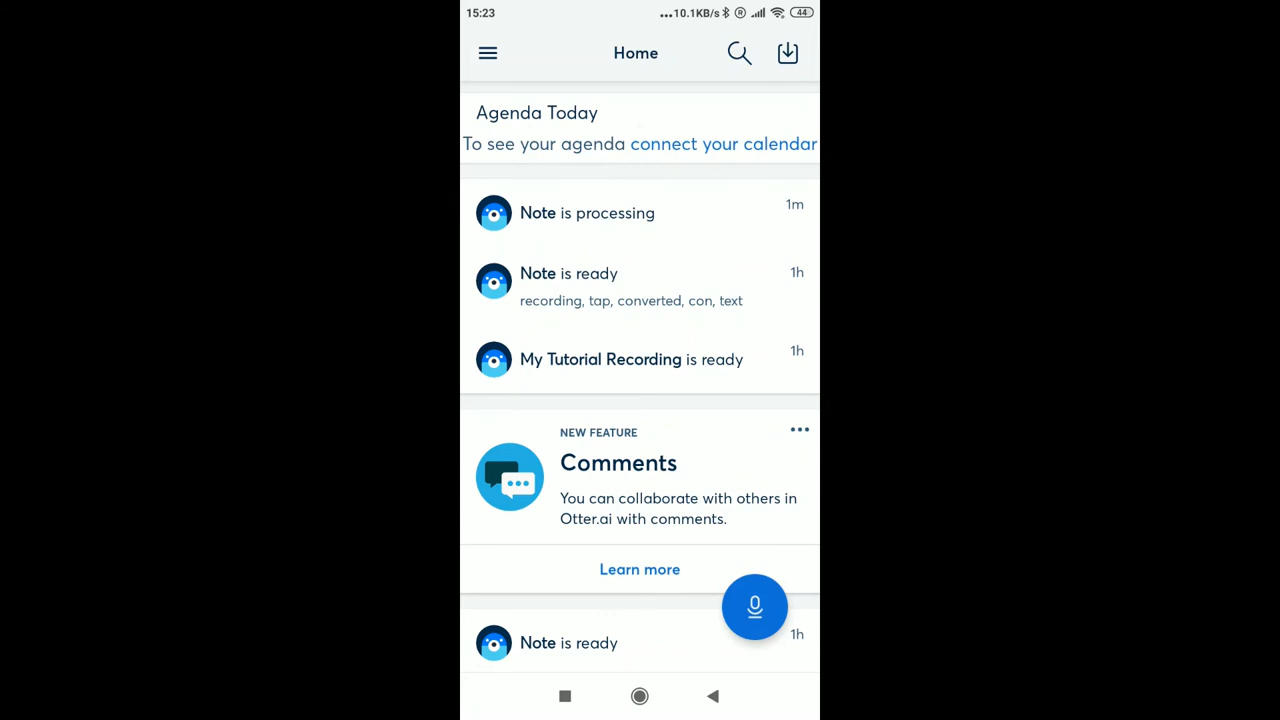 15:23 ...10.1KB/s R 44
Home
Agenda Today
To see your agenda connect your calendar
Note is processing 1m
Note is ready 1h
recording, tap, converted, con, text
My Tutorial Recording is ready 1h
NEW FEATURE
Comments
You can collaborate with others in
Otter.ai with comments.
Learn more
Note is ready 1h